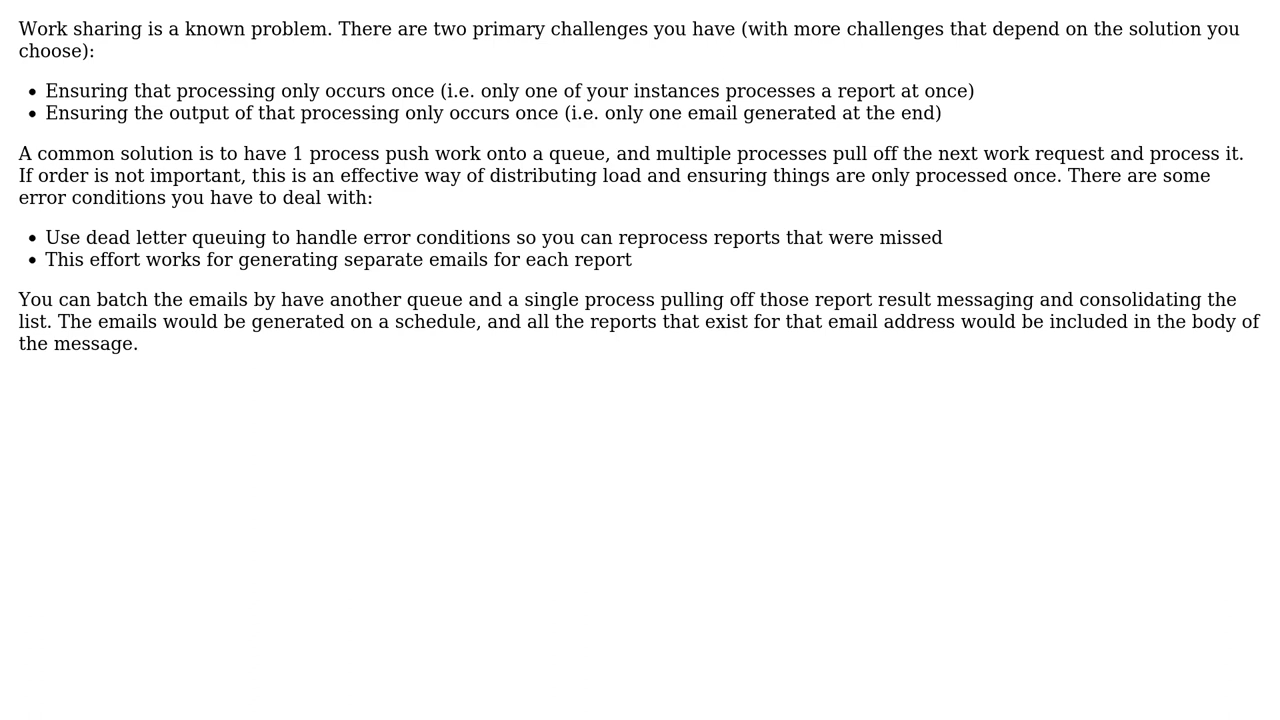 Work sharing is a known problem. There are two primary challenges you have (with more challenges that depend on the solution you
choose):
• Ensuring that processing only occurs once (i.e. only one of your instances processes a report at once)
• Ensuring the output of that processing only occurs once (i.e. only one email generated at the end)
A common solution is to have 1 process push work onto a queue, and multiple processes pull off the next work request and process it.
If order is not important, this is an effective way of distributing load and ensuring things are only processed once. There are some
error conditions you have to deal with:
• Use dead letter queuing to handle error conditions so you can reprocess reports that were missed
• This effort works for generating separate emails for each report
You can batch the emails by have another queue and a single process pulling off those report result messaging and consolidating the
list. The emails would be generated on a schedule, and all the reports that exist for that email address would be included in the body of
the message.